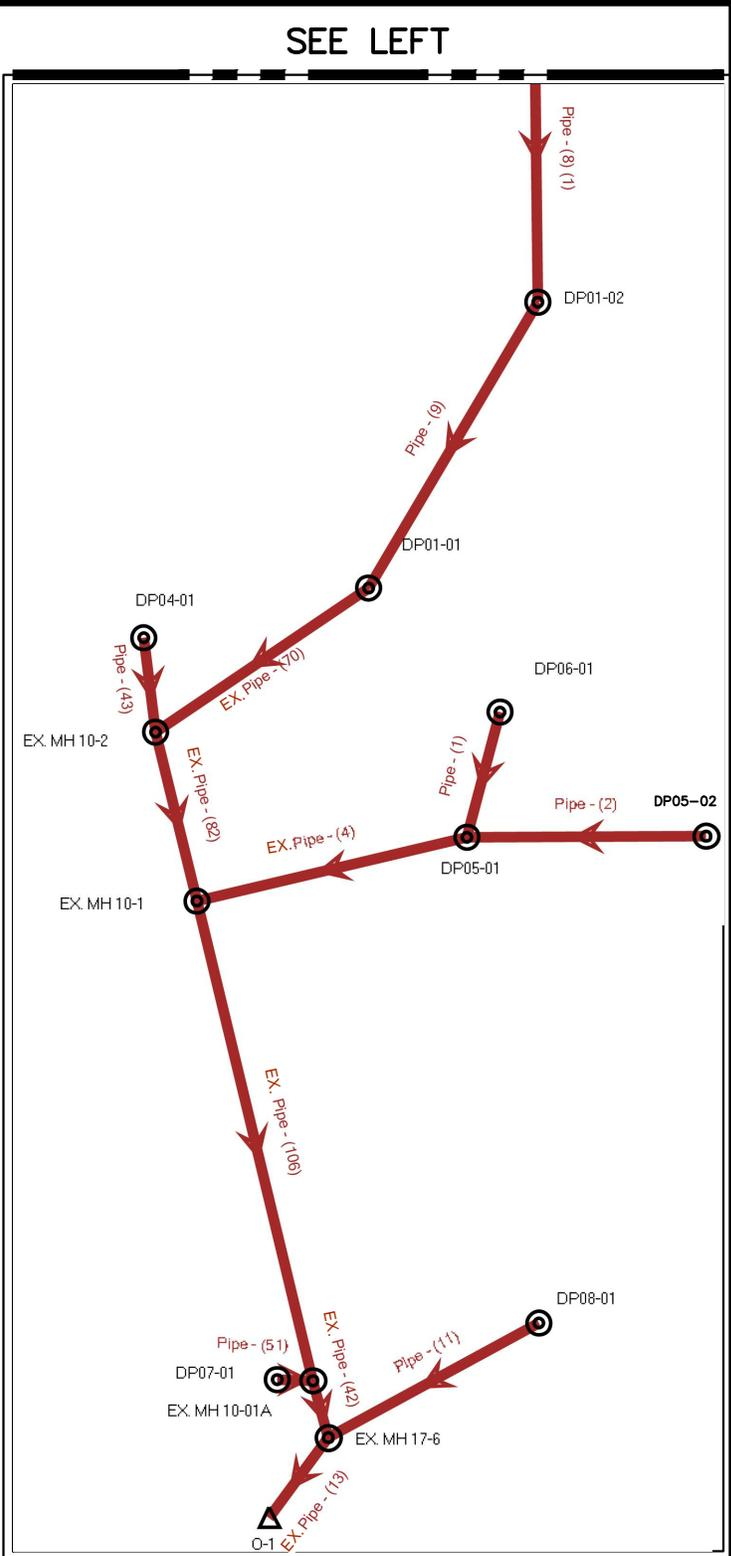 SEE LEFT
Pipe - (8) (1)
DP01-02
Pipe - (9)
DP01-01
DP04-01
Pipe - (43)
EX. Pipe - (70)
DP06-01
EX. MH 10-2
EX. Pipe - (82)
Pipe - (1)
Pipe - (2)
DP05-02
EX. Pipe - (4)
DP05-01
EX. MH 10-1
EX. Pipe - (106)
DP08-01
EX. Pipe - (42)
Pipe - (51)
Pipe - (11)
DP07-01
EX. MH 10-01A
EX. MH 17-6
EX. Pipe - (13)
O-1